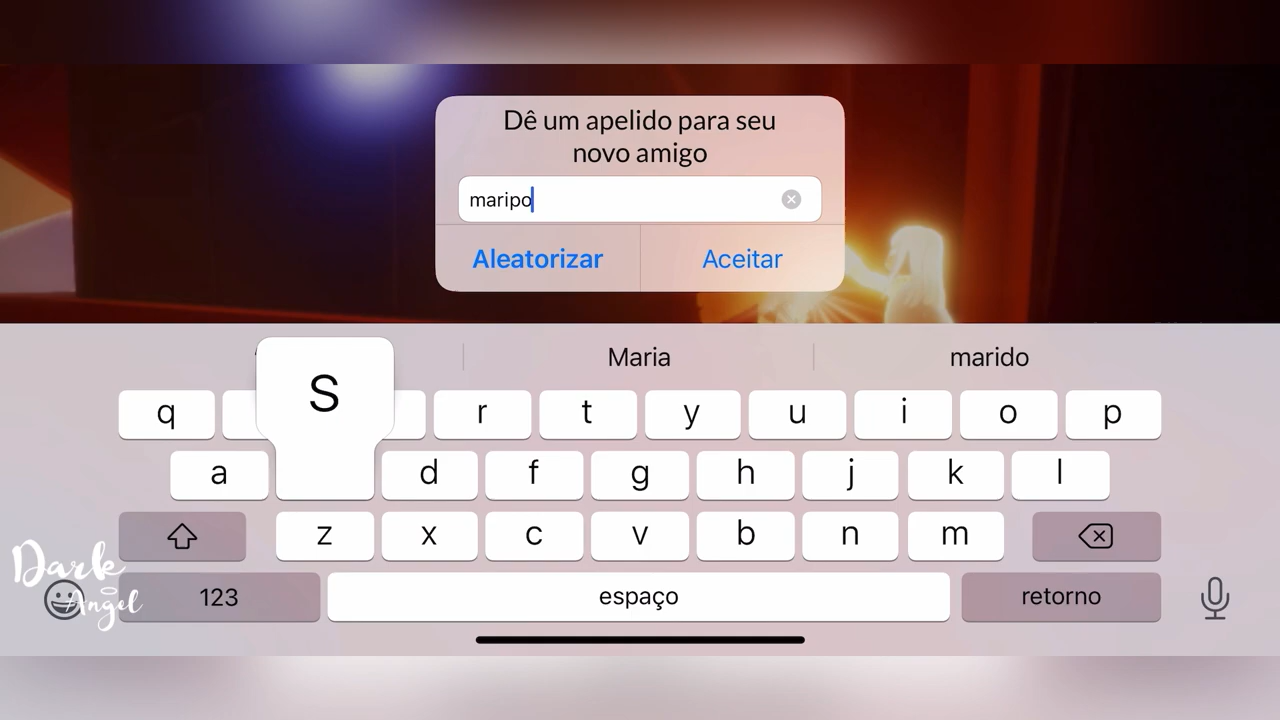 Dê um apelido para seu
novo amigo
maripo
Aleatorizar Aceitar
Maria marido
S
q r t y u i o p
a d f g h j k l
z x c v b n m
123 espaço retorno
Dark
Angel